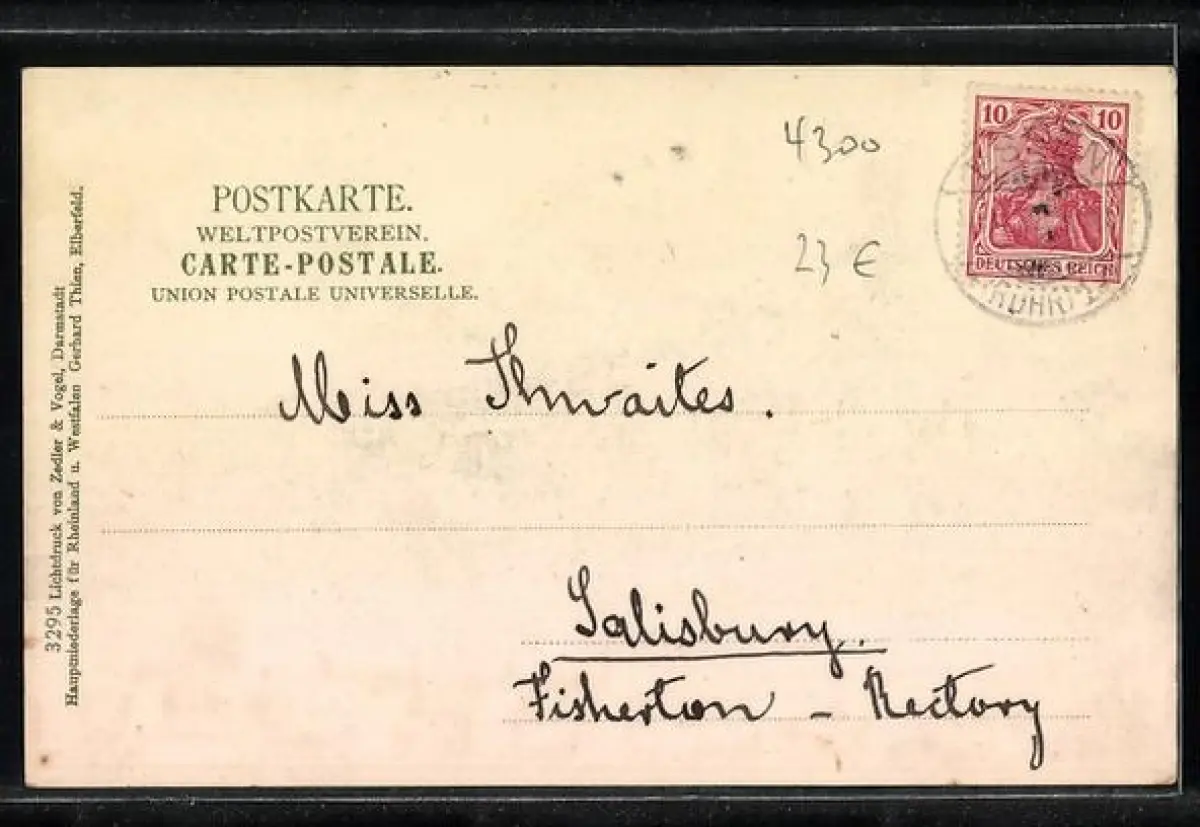 POSTKARTE.
WELTPOSTVEREIN.
CARTE-POSTALE.
UNION POSTALE UNIVERSELLE.
4300
23 €
10 10
DEUTSCHES REICH
(RUHR)
Miss Thwaites.
Salisbury.
Fisherton - Rectory
3295 Lichtdruck von Zedler & Vogel, Darmstadt
Hauptniederlage für Rheinland u. Westfalen Gerhard Thien, Elberfeld.